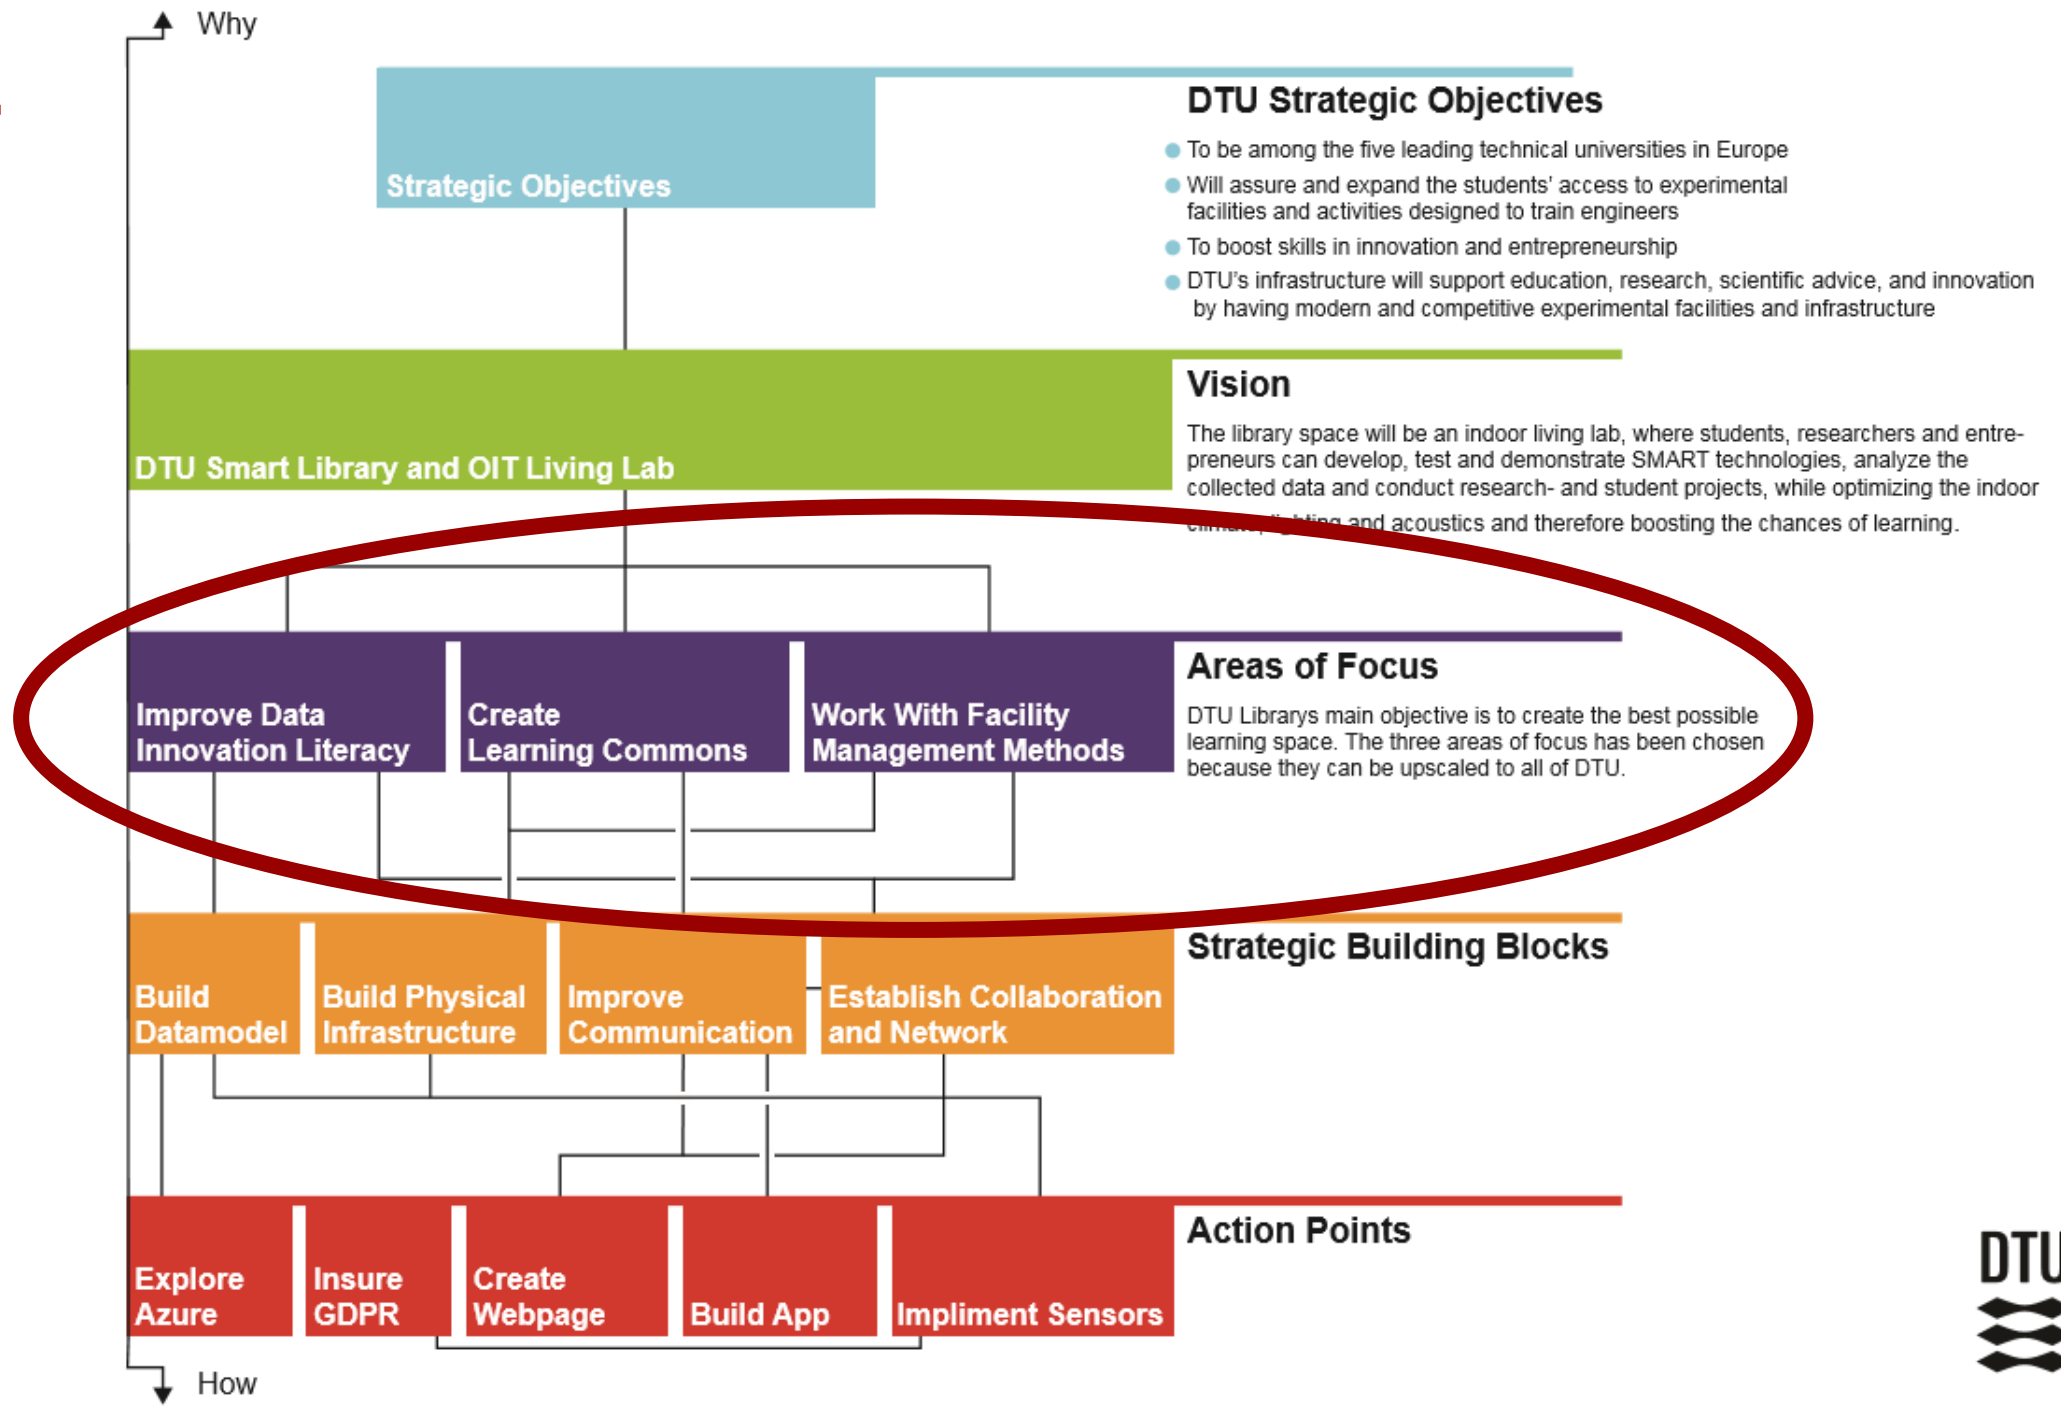 Why
Strategic Objectives
DTU Strategic Objectives
To be among the five leading technical universities in Europe
Will assure and expand the students' access to experimental
facilities and activities designed to train engineers
To boost skills in innovation and entrepreneurship
DTU's infrastructure will support education, research, scientific advice, and innovation
by having modern and competitive experimental facilities and infrastructure
DTU Smart Library and OIT Living Lab
Vision
The library space will be an indoor living lab, where students, researchers and entre-
preneurs can develop, test and demonstrate SMART technologies, analyze the
collected data and conduct research- and student projects, while optimizing the indoor
and acoustics and therefore boosting the chances of learning.
Improve Data
Innovation Literacy
Create
Learning Commons
Work With Facility
Management Methods
Areas of Focus
DTU Librarys main objective is to create the best possible
learning space. The three areas of focus has been chosen
because they can be upscaled to all of DTU.
Build
Datamodel
Build Physical
Infrastructure
Improve
Communication
Establish Collaboration
and Network
Strategic Building Blocks
Explore
Azure
Insure
GDPR
Create
Webpage
Build App
Impliment Sensors
Action Points
DTU
How